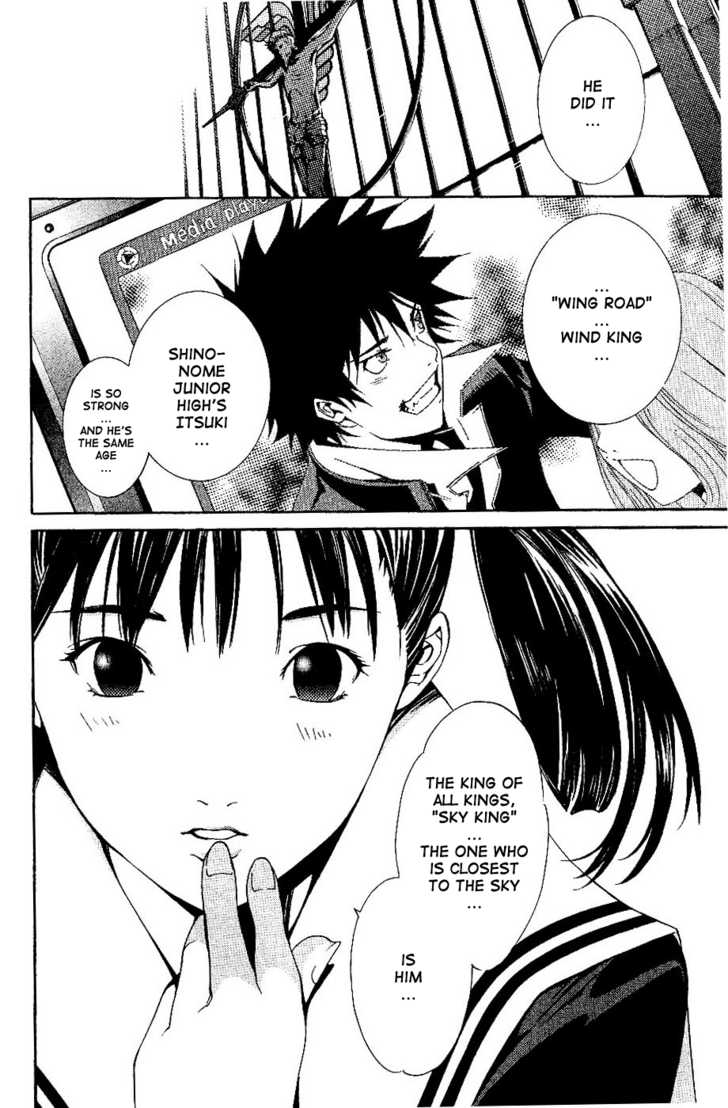 HE
DID IT
...
...
"WING ROAD"
...
WIND KING
...
Media playe
SHINO-
NOME
JUNIOR
HIGH'S
ITSUKI
...
IS SO
STRONG
...
AND HE'S
THE SAME
AGE
...
THE KING OF
ALL KINGS,
"SKY KING"
...
THE ONE WHO
IS CLOSEST
TO THE SKY
...
IS
HIM
...